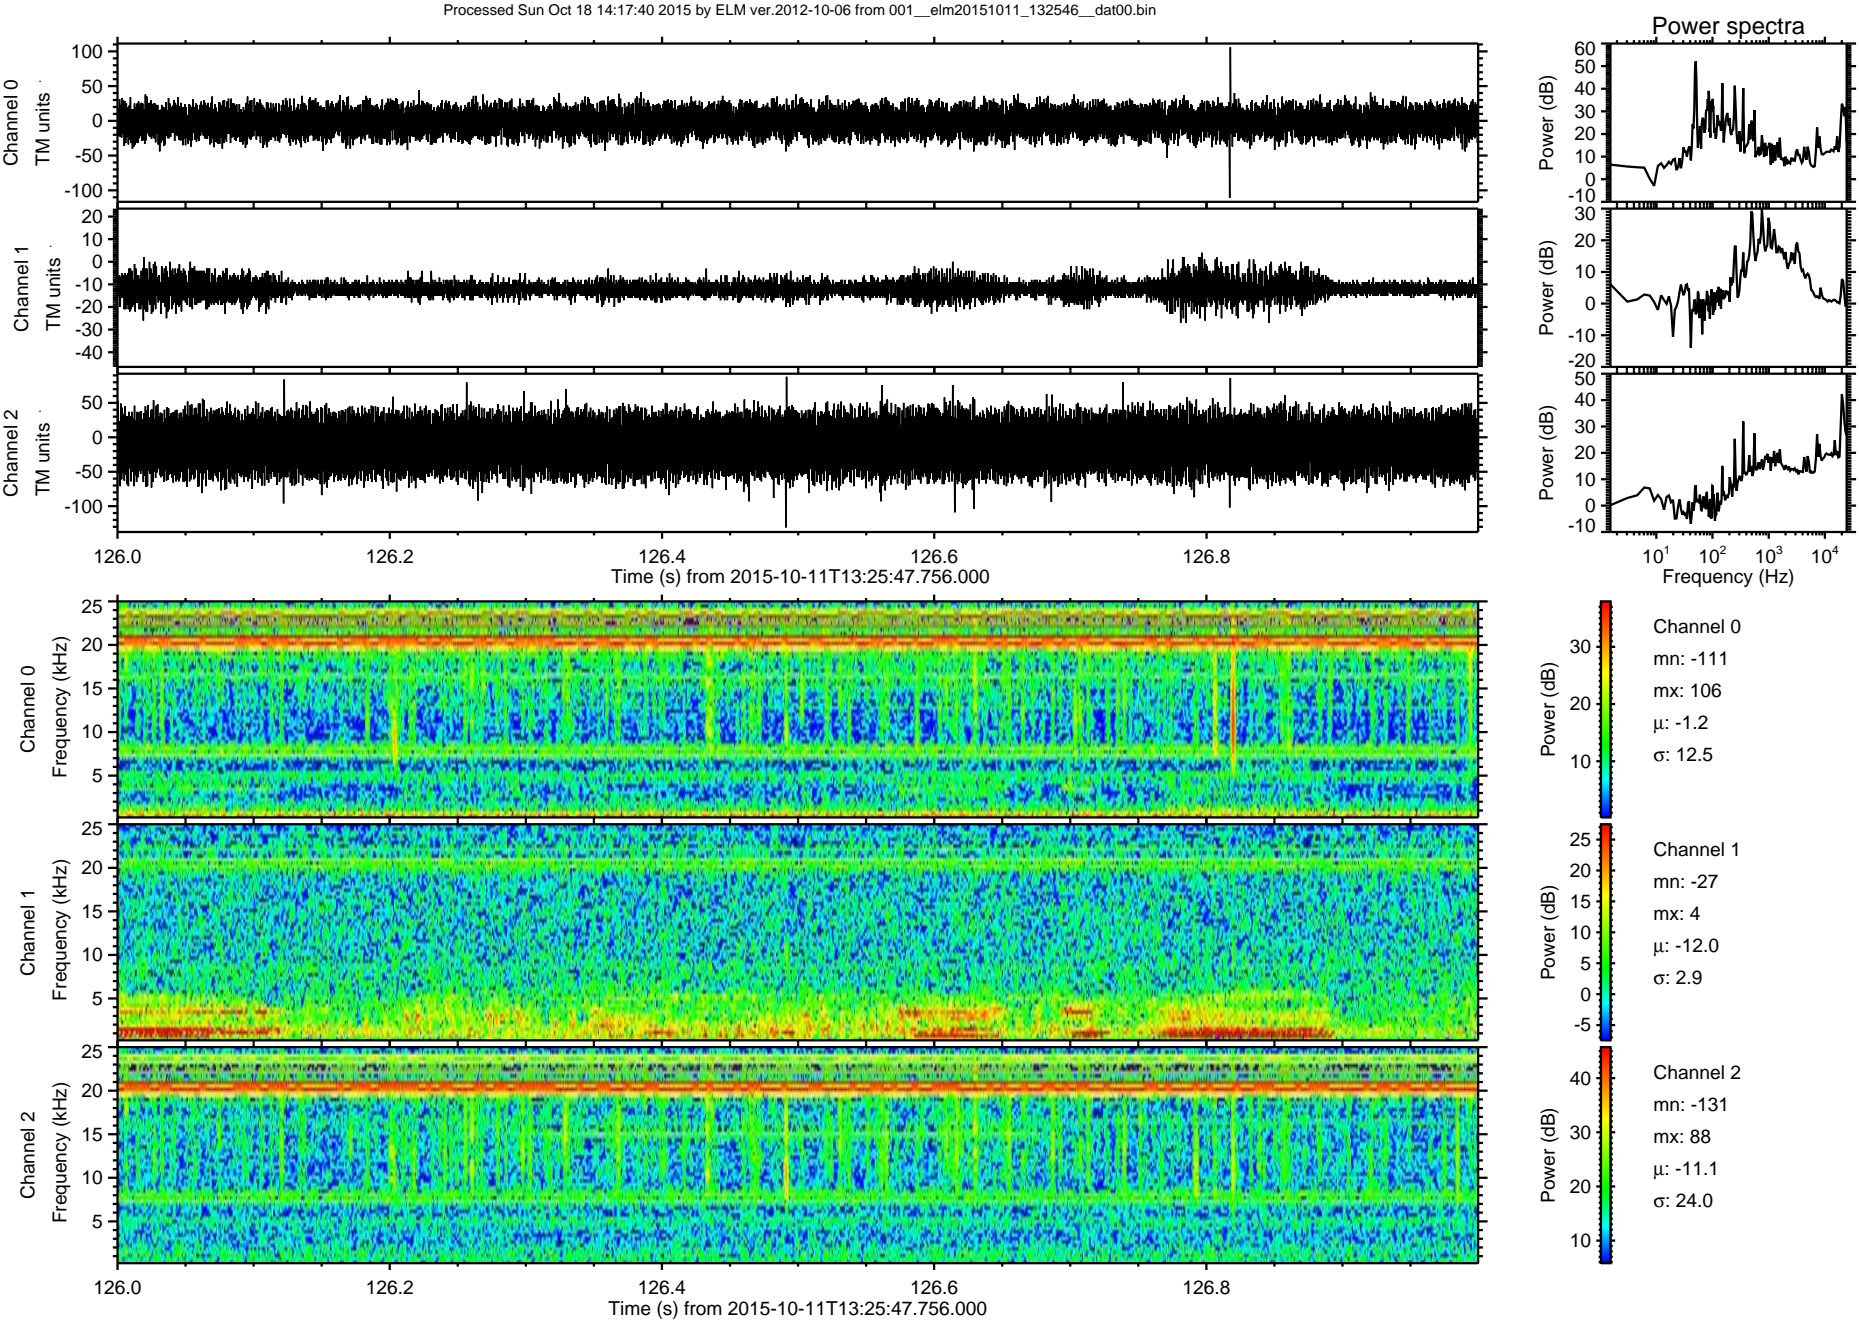 Processed Sun Oct 18 14:17:40 2015 by ELM ver.2012-10-06 from 001__elm20151011_132546__dat00.bin
Power spectra
Channel 0
TM units
100
50
0
-50
-100
Power (dB)
60
50
40
30
20
10
0
-10
Channel 1
TM units
20
10
0
-10
-20
-30
-40
Power (dB)
30
20
10
0
-10
-20
Channel 2
TM units
50
0
-50
-100
Power (dB)
50
40
30
20
10
0
-10
126.0 126.2 126.4 126.6 126.8
Time (s) from 2015-10-11T13:25:47.756.000
10¹ 10² 10³ 10⁴
Frequency (Hz)
Channel 0
Frequency (kHz)
25
20
15
10
5
Power (dB)
30
20
10
Channel 0
mn: -111
mx: 106
μ: -1.2
σ: 12.5
Channel 1
Frequency (kHz)
25
20
15
10
5
Power (dB)
25
20
15
10
5
0
-5
Channel 1
mn: -27
mx: 4
μ: -12.0
σ: 2.9
Channel 2
Frequency (kHz)
25
20
15
10
5
Power (dB)
40
30
20
10
Channel 2
mn: -131
mx: 88
μ: -11.1
σ: 24.0
126.0 126.2 126.4 126.6 126.8
Time (s) from 2015-10-11T13:25:47.756.000